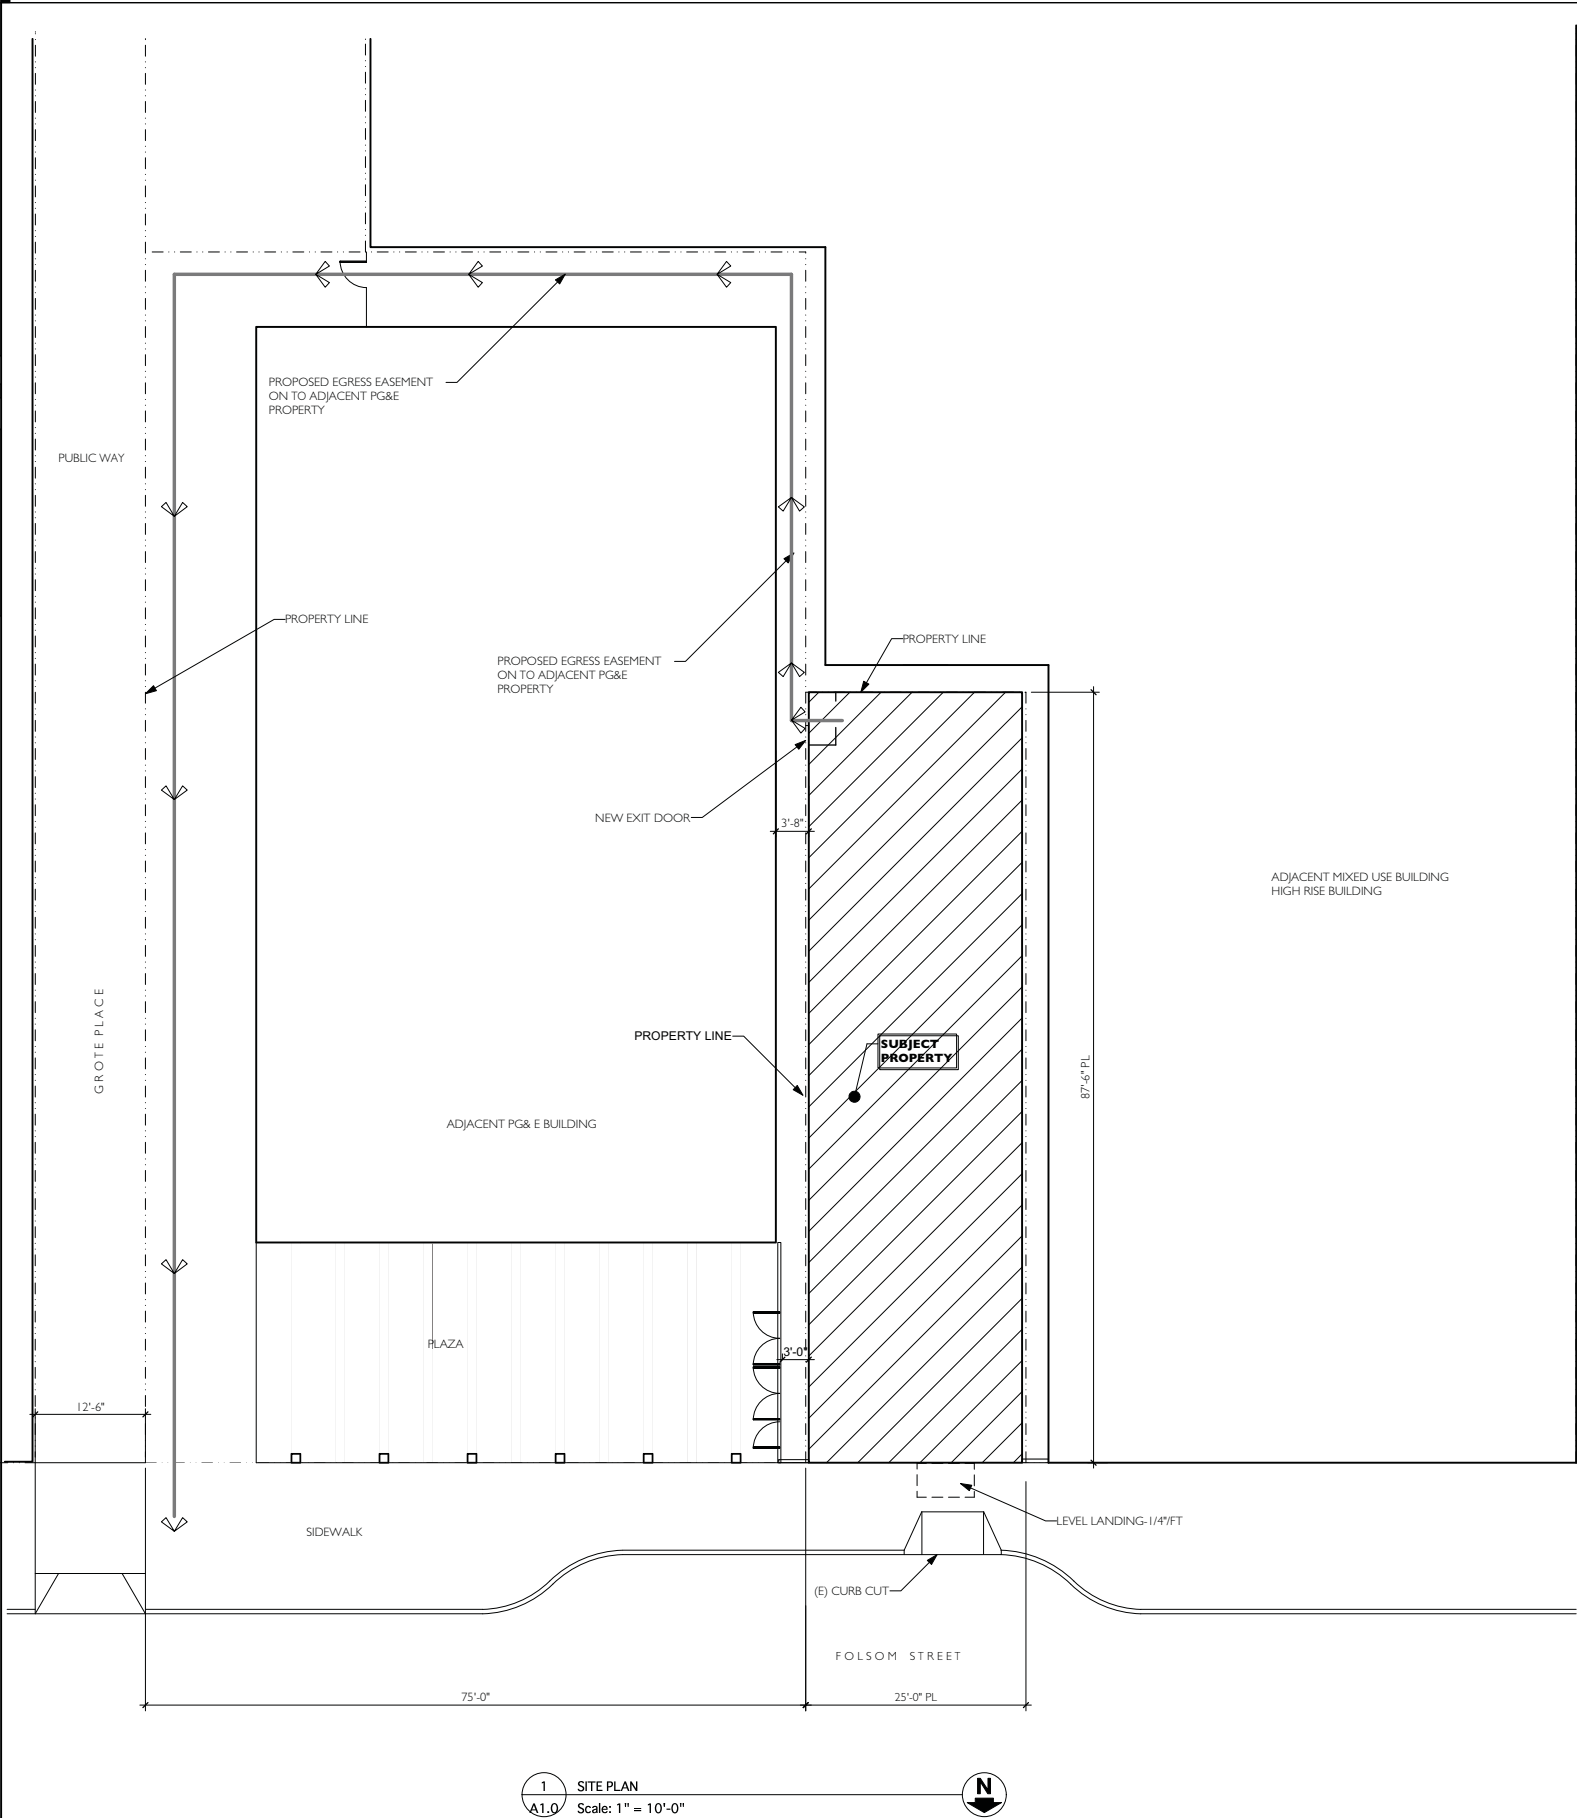 PROPOSED EGRESS EASEMENT
ON TO ADJACENT PG&E
PROPERTY
PUBLIC WAY
PROPERTY LINE
PROPOSED EGRESS EASEMENT
ON TO ADJACENT PG&E
PROPERTY
PROPERTY LINE
NEW EXIT DOOR
3'-8"
ADJACENT MIXED USE BUILDING
HIGH RISE BUILDING
GROTE PLACE
PROPERTY LINE
SUBJECT
PROPERTY
87'-6" PL
ADJACENT PG& E BUILDING
PLAZA
3'-0"
12'-6"
SIDEWALK
LEVEL LANDING-1/4"/FT
(E) CURB CUT
FOLSOM STREET
75'-0"
25'-0" PL
1
SITE PLAN
N
A1.0
Scale: 1" = 10'-0"